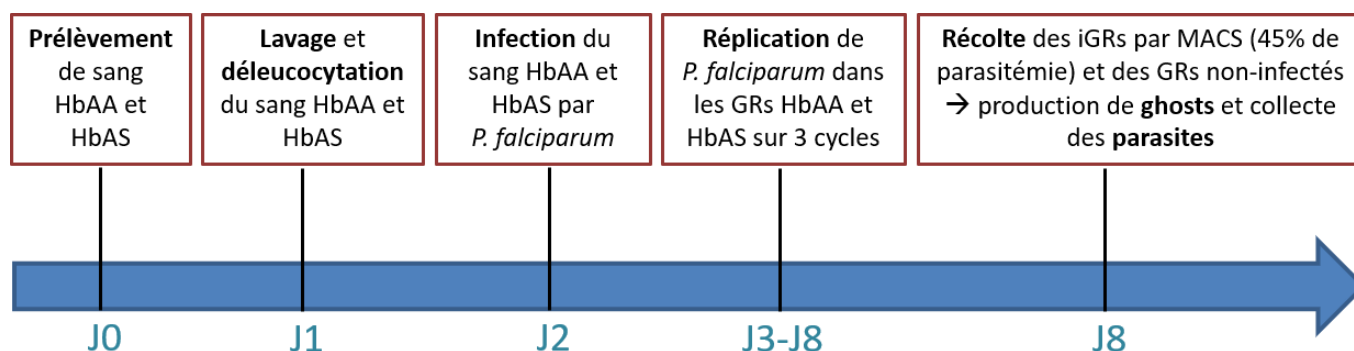 Prélèvement
de sang
HbAA et
HbAS
Lavage et
déleucocytation
du sang HbAA et
HbAS
Infection du
sang HbAA et
HbAS par
P. falciparum
Réplication de
P. falciparum dans
les GRs HbAA et
HbAS sur 3 cycles
Récolte des iGRs par MACS (45% de
parasitémie) et des GRs non-infectés
→ production de ghosts et collecte
des parasites
J0
J1
J2
J3-J8
J8